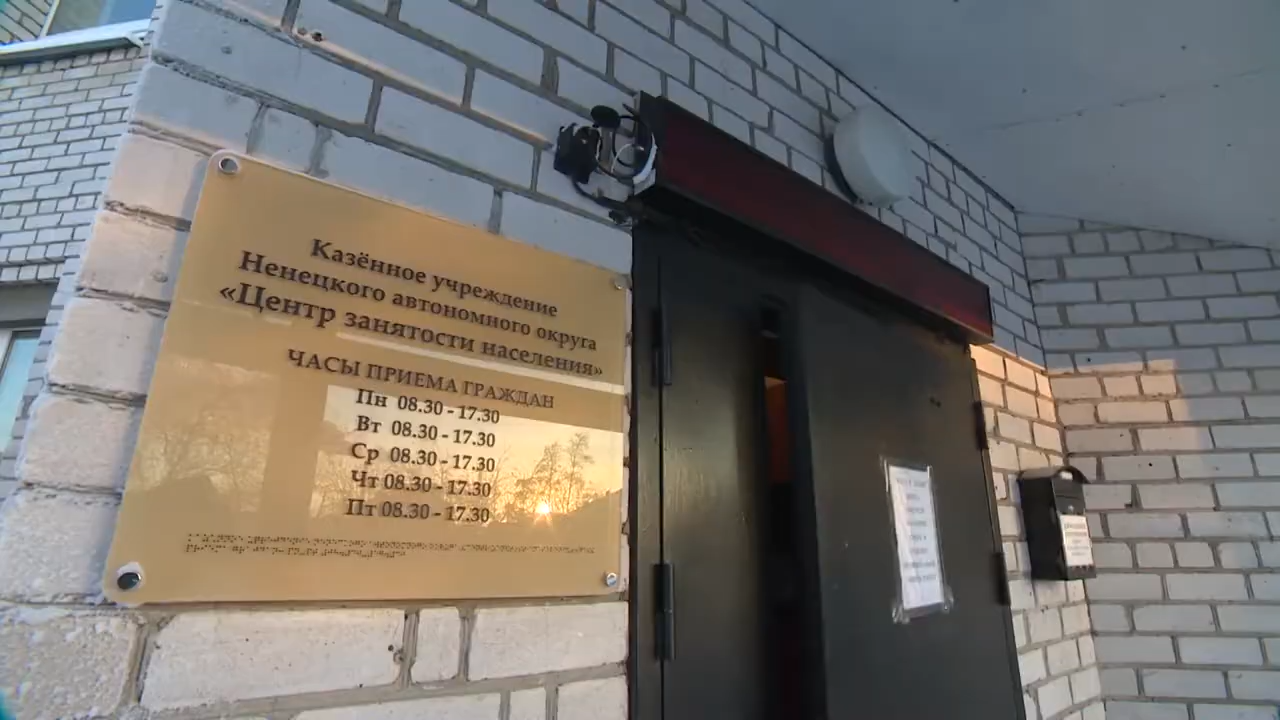 Казённое учреждение
Ненецкого автономного округа
«Центр занятости населения»
ЧАСЫ ПРИЕМА ГРАЖДАН
Пн 08.30 - 17.30
Вт 08.30 - 17.30
Ср 08.30 - 17.30
Чт 08.30 - 17.30
Пт 08.30 - 17.30